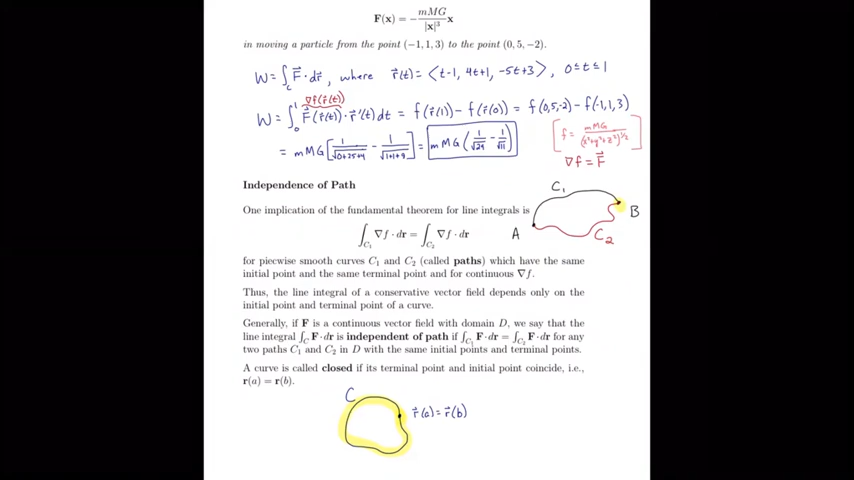 F(x) = −mMG/|x|³ x
in moving a particle from the point (−1, 1, 3) to the point (0, 5, −2).
W = ∫_C F⃗ · dr⃗, where r⃗(t) = ⟨t-1, 4t+1, -5t+3⟩, 0 ≤ t ≤ 1
∇f(r⃗(t))
W = ∫₀¹ F⃗(r⃗(t)) · r⃗'(t) dt = f(r⃗(1)) − f(r⃗(0)) = f(0,5,-2) − f(-1,1,3)
= mMG [1/√(0+25+4) − 1/√(1+1+9)] = mMG (1/√29 − 1/√11)
[f = mMG/(x²+y²+z²)^(1/2)]
∇f = F⃗
Independence of Path
C₁
One implication of the fundamental theorem for line integrals is
A
B
C₂
∫_C₁ ∇f · dr = ∫_C₂ ∇f · dr
for piecwise smooth curves C₁ and C₂ (called paths) which have the same
initial point and the same terminal point and for continuous ∇f.
Thus, the line integral of a conservative vector field depends only on the
initial point and terminal point of a curve.
Generally, if F is a continuous vector field with domain D, we say that the
line integral ∫_C F·dr is independent of path if ∫_C₁ F·dr = ∫_C₂ F·dr for any
two paths C₁ and C₂ in D with the same initial points and terminal points.
A curve is called closed if its terminal point and initial point coincide, i.e.,
r(a) = r(b).
C
r⃗(a) = r⃗(b)